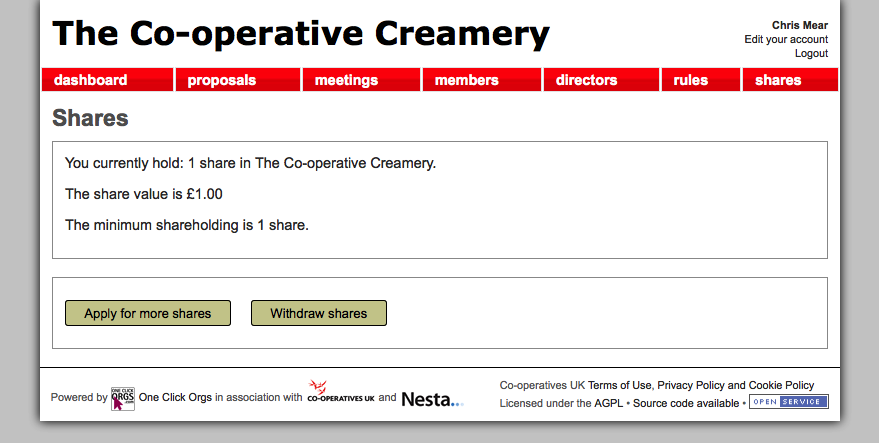 The Co-operative Creamery
Chris Mear
Edit your account
Logout
dashboard
proposals
meetings
members
directors
rules
shares
Shares
You currently hold: 1 share in The Co-operative Creamery.
The share value is £1.00
The minimum shareholding is 1 share.
Apply for more shares
Withdraw shares
Powered by ONE CLICK ORGS .com One Click Orgs in association with CO-OPERATIVES UK and Nesta...
Co-operatives UK Terms of Use, Privacy Policy and Cookie Policy
Licensed under the AGPL • Source code available • OPEN SERVICE